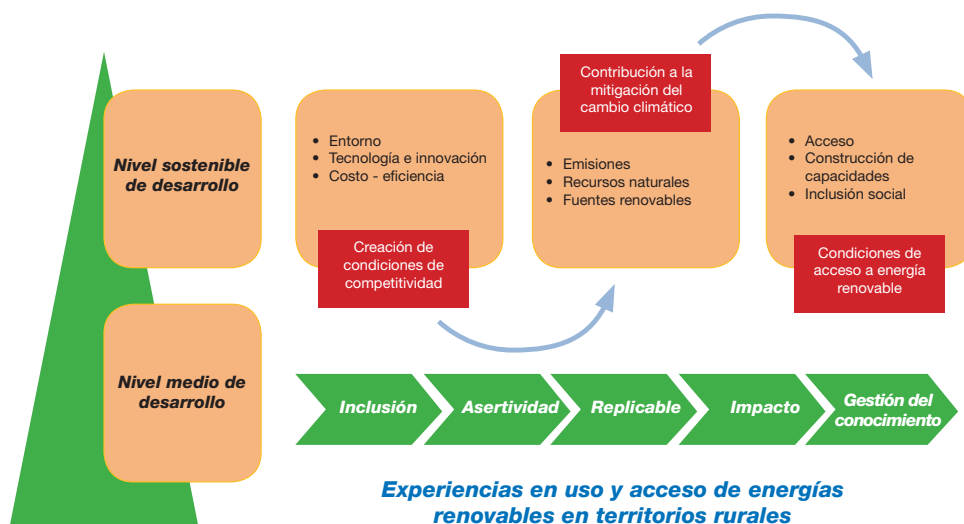 Nivel sostenible
de desarrollo
• Entorno
• Tecnología e innovación
• Costo - eficiencia
Creación de
condiciones de
competitividad
Contribución a la
mitigación del
cambio climático
• Emisiones
• Recursos naturales
• Fuentes renovables
• Acceso
• Construcción de
capacidades
• Inclusión social
Condiciones de
acceso a energía
renovable
Nivel medio de
desarrollo
Inclusión
Asertividad
Replicable
Impacto
Gestión del
conocimiento
Experiencias en uso y acceso de energías
renovables en territorios rurales